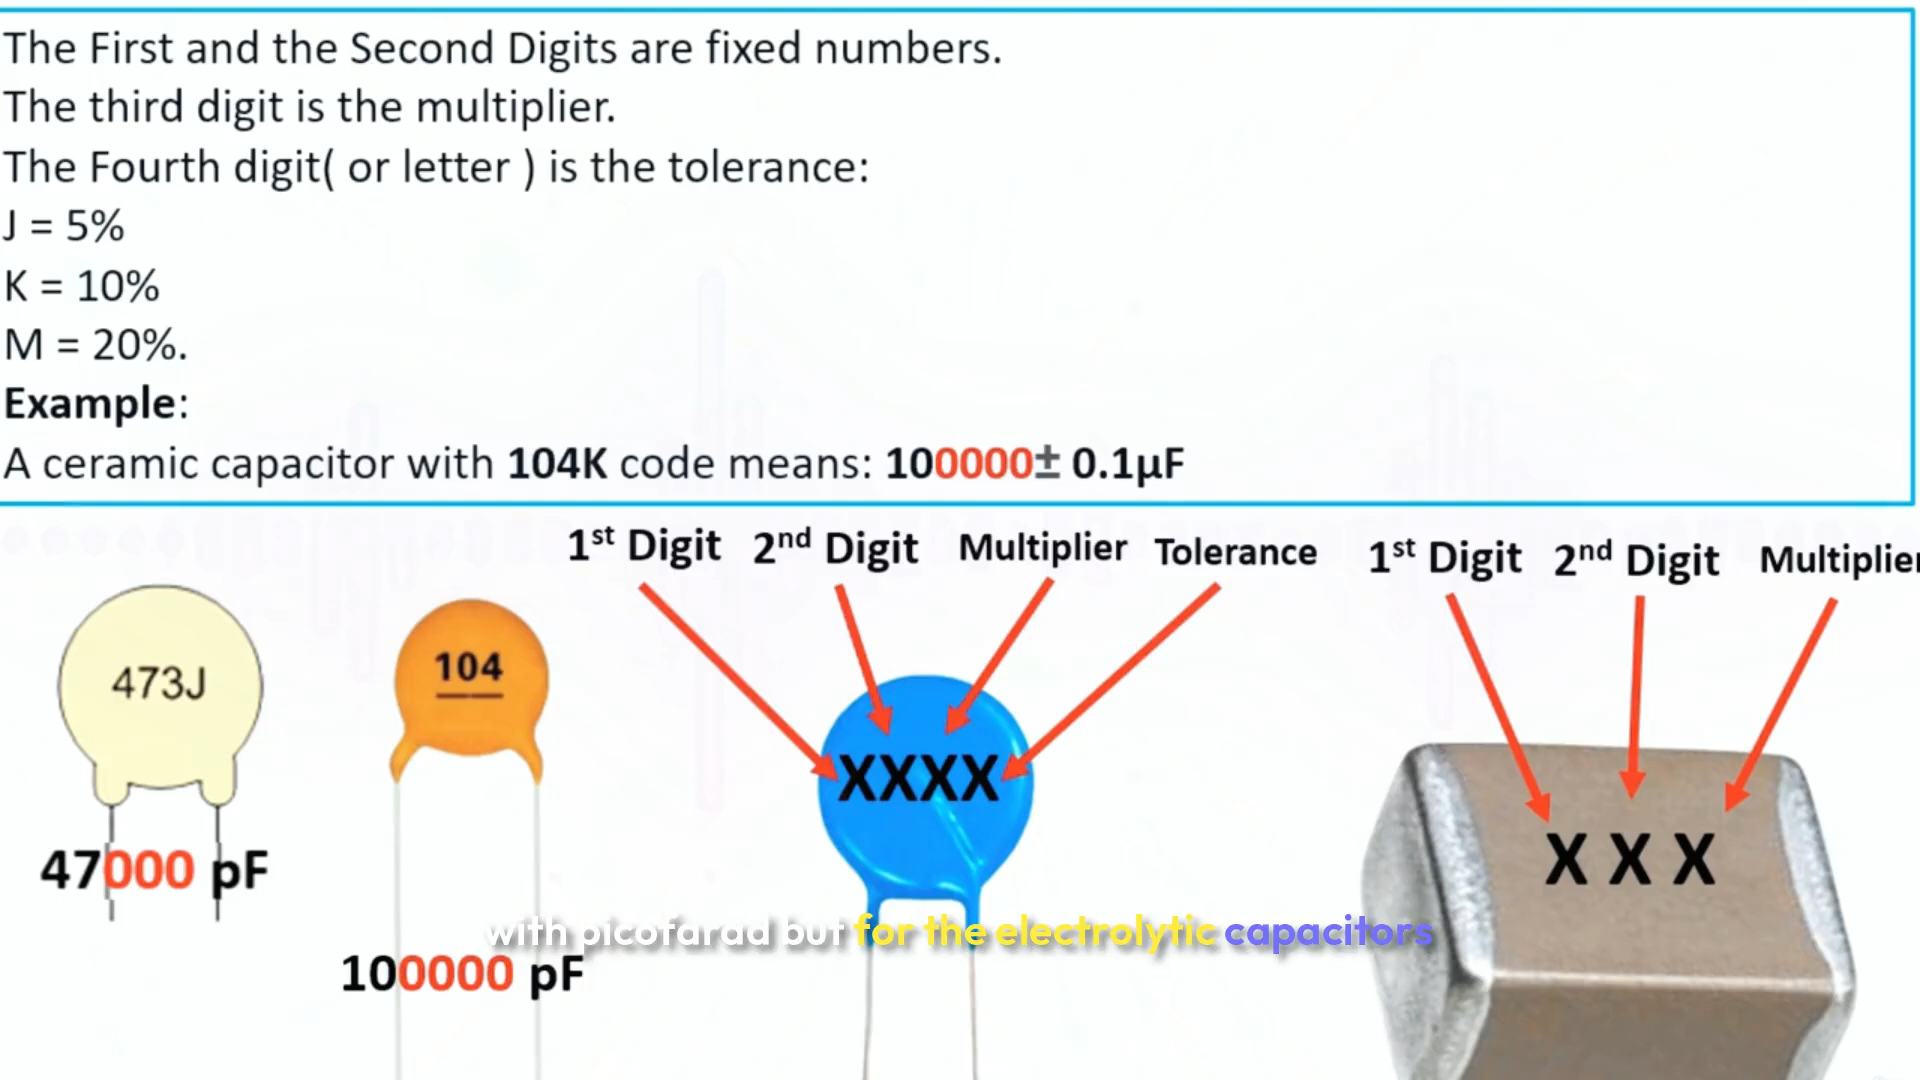 The First and the Second Digits are fixed numbers.
The third digit is the multiplier.
The Fourth digit( or letter ) is the tolerance:
J = 5%
K = 10%
M = 20%.
Example:
A ceramic capacitor with 104K code means: 100000± 0.1µF
1st Digit 2nd Digit Multiplier Tolerance
1st Digit 2nd Digit Multiplier
473J
104
XXXX
X X X
47000 pF
with picofarad but for the electrolytic capacitors
100000 pF